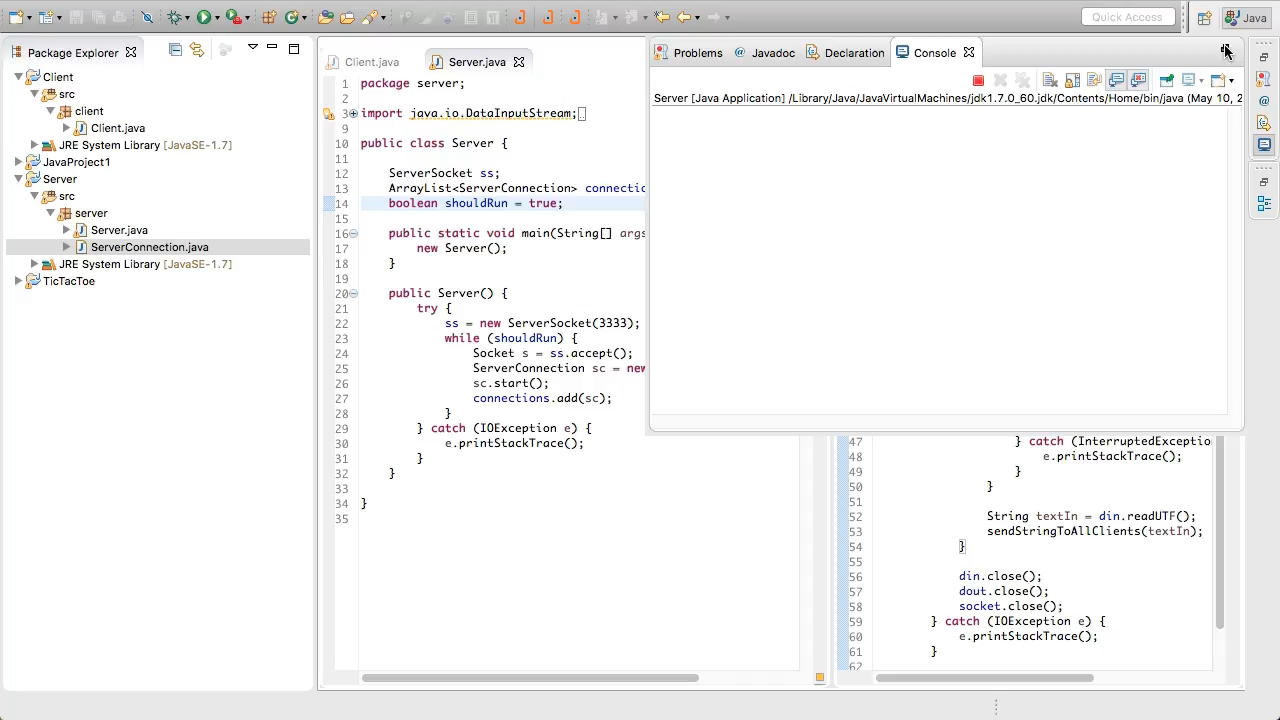 Quick Access
Java
Package Explorer
Client
src
client
Client.java
JRE System Library [JavaSE-1.7]
JavaProject1
Server
src
server
Server.java
ServerConnection.java
JRE System Library [JavaSE-1.7]
TicTacToe
Client.java
Server.java
1 package server;
2
3 import java.io.DataInputStream;
9
10 public class Server {
11
12 ServerSocket ss;
13 ArrayList<ServerConnection> connectio
14 boolean shouldRun = true;
15
16 public static void main(String[] args
17 new Server();
18 }
19
20 public Server() {
21 try {
22 ss = new ServerSocket(3333);
23 while (shouldRun) {
24 Socket s = ss.accept();
25 ServerConnection sc = new
26 sc.start();
27 connections.add(sc);
28 }
29 } catch (IOException e) {
30 e.printStackTrace();
31 }
32 }
33
34 }
35
Problems
@ Javadoc
Declaration
Console
Server [Java Application] /Library/Java/JavaVirtualMachines/jdk1.7.0_60.jdk/Contents/Home/bin/java (May 10, 2
47 } catch (InterruptedExceptio
48 e.printStackTrace();
49 }
50 }
51
52 String textIn = din.readUTF();
53 sendStringToAllClients(textIn);
54 }
55
56 din.close();
57 dout.close();
58 socket.close();
59 } catch (IOException e) {
60 e.printStackTrace();
61 }
62